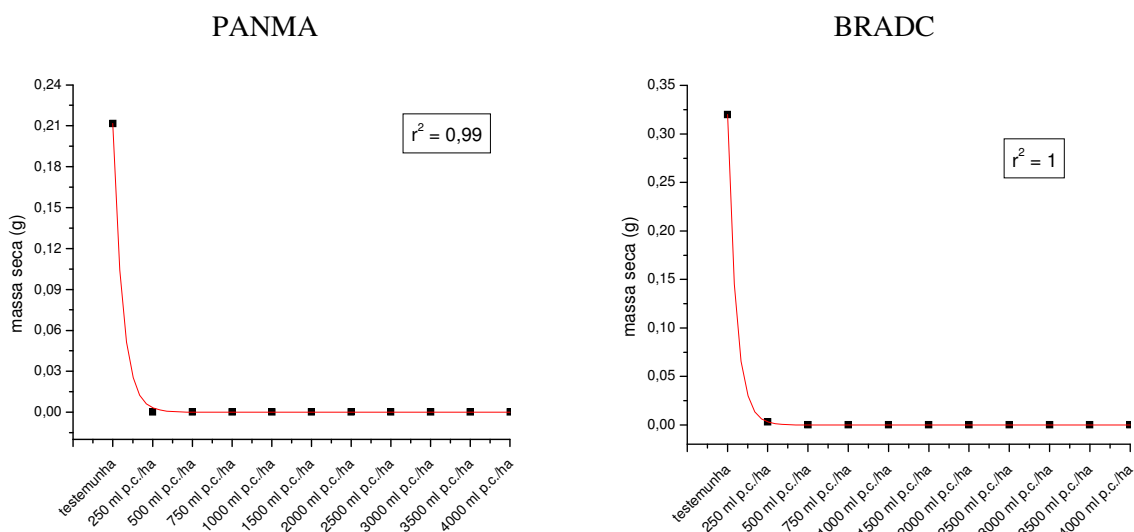 PANMA
0,24
0,21
0,18
0,15
0,12
0,09
0,06
0,03
0,00
massa seca (g)
r² = 0,99
testemunha
250 ml p.c./ha
500 ml p.c./ha
750 ml p.c./ha
1000 ml p.c./ha
1500 ml p.c./ha
2000 ml p.c./ha
2500 ml p.c./ha
3000 ml p.c./ha
3500 ml p.c./ha
4000 ml p.c./ha
BRADC
0,35
0,30
0,25
0,20
0,15
0,10
0,05
0,00
massa seca (g)
r² = 1
testemunha
250 ml p.c./ha
500 ml p.c./ha
750 ml p.c./ha
1000 ml p.c./ha
1500 ml p.c./ha
2000 ml p.c./ha
2500 ml p.c./ha
3000 ml p.c./ha
3500 ml p.c./ha
4000 ml p.c./ha